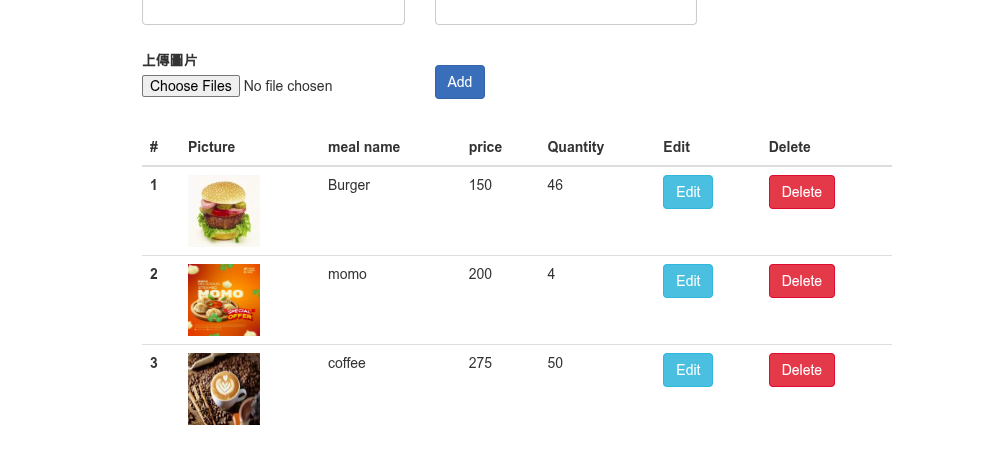 上傳圖片
Choose Files No file chosen
Add
# Picture meal name price Quantity Edit Delete
1 Burger 150 46 Edit Delete
2 momo 200 4 Edit Delete
MOMO
SPECIAL
OFFER
3 coffee 275 50 Edit Delete